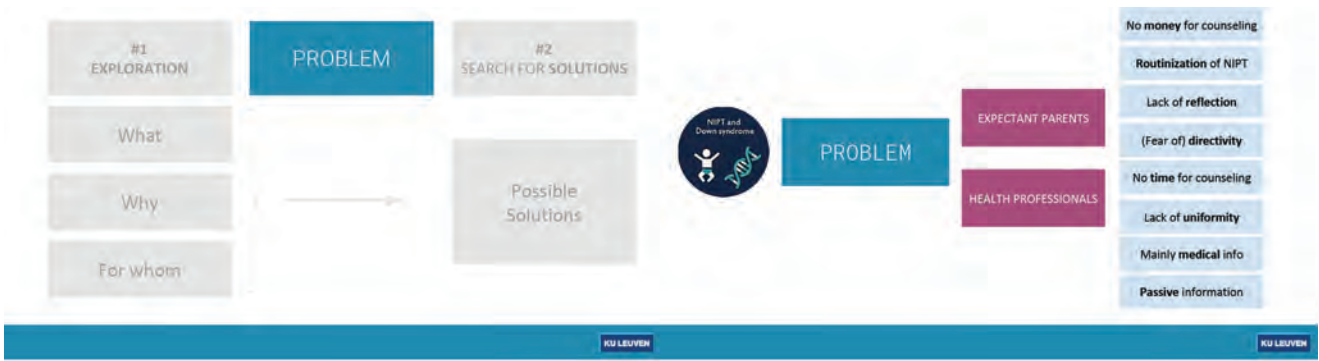 #1
EXPLORATION
PROBLEM
#2
SEARCH FOR SOLUTIONS
What
Why
For whom
Possible
Solutions
KU LEUVEN
NIPT and
Down syndrome
PROBLEM
EXPECTANT PARENTS
HEALTH PROFESSIONALS
No money for counseling
Routinization of NIPT
Lack of reflection
(Fear of) directivity
No time for counseling
Lack of uniformity
Mainly medical info
Passive information
KU LEUVEN